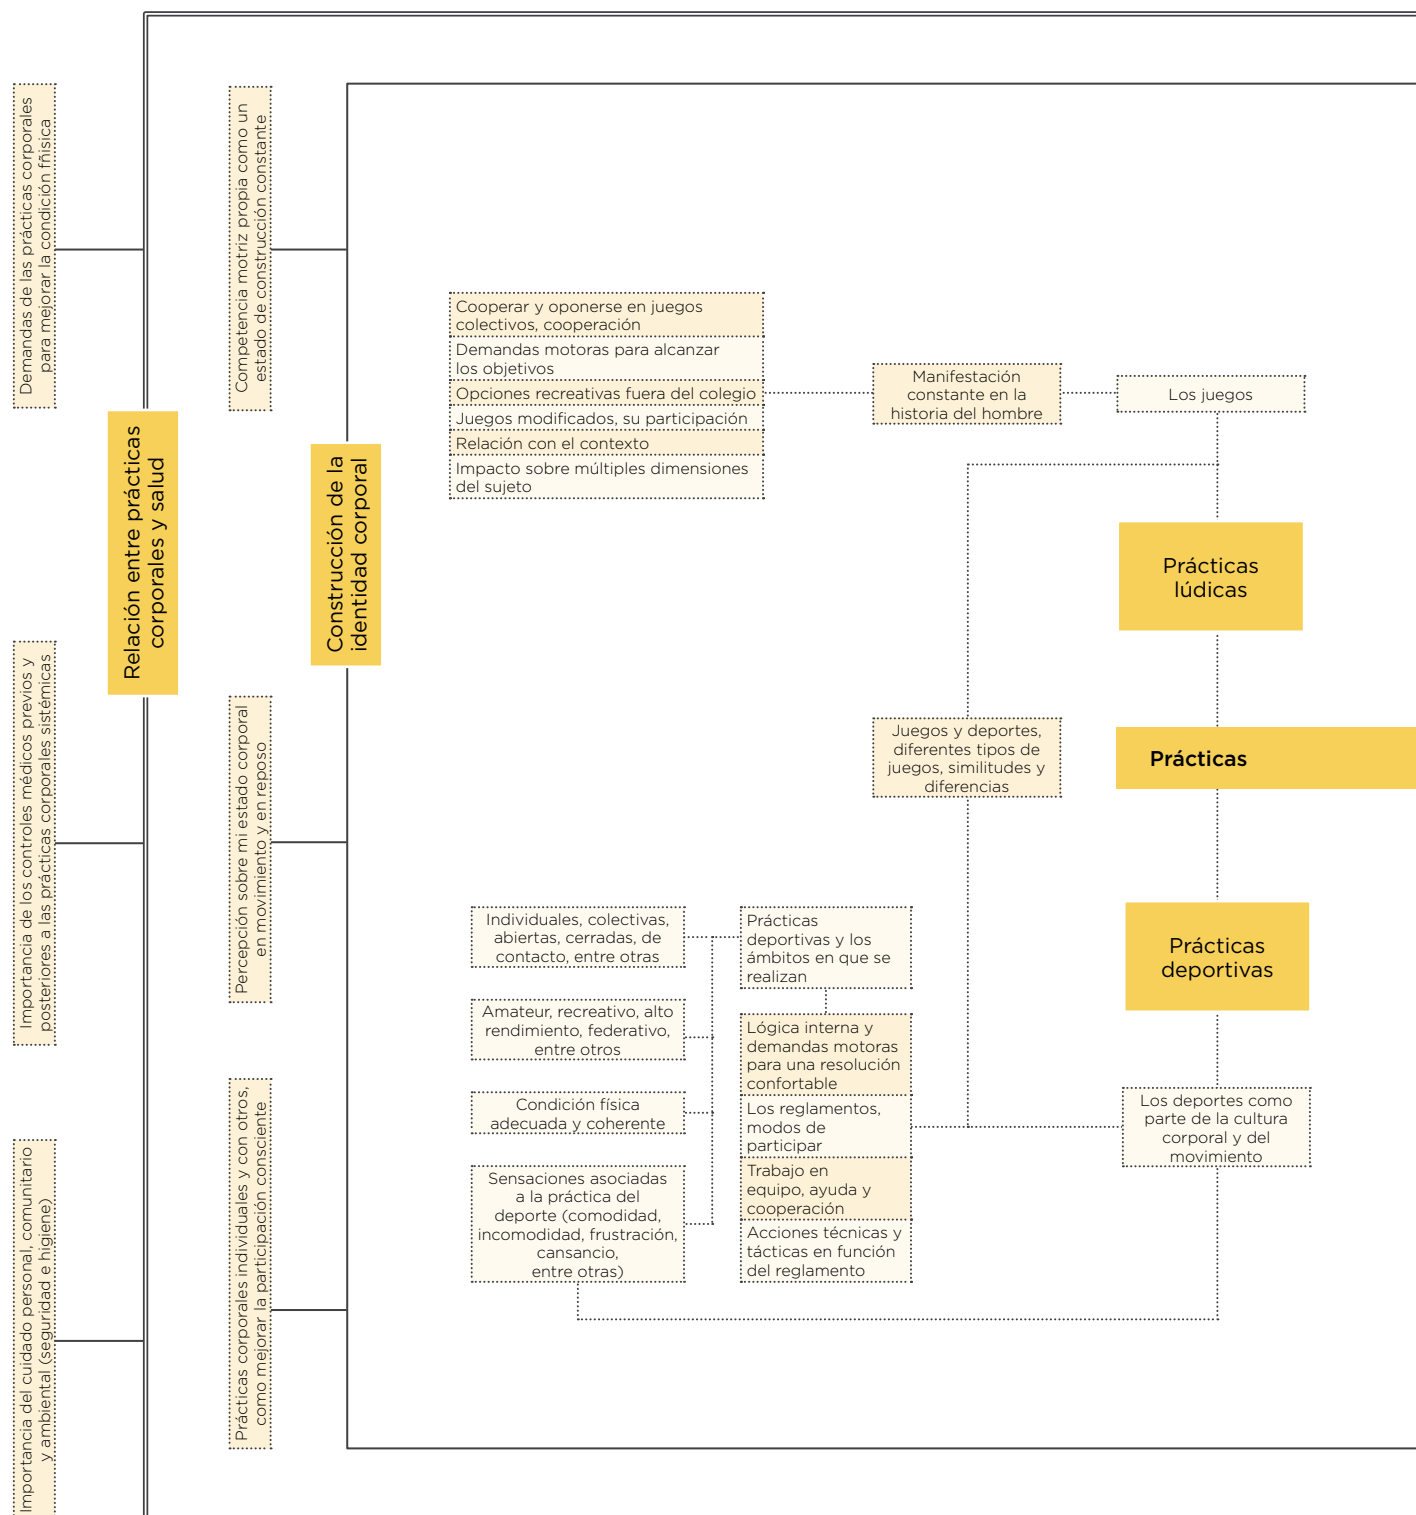 Demandas de las prácticas corporales
para mejorar la condición fñisica
Importancia de los controles médicos previos y
posteriores a las prácticas corporales sistémicas
Importancia del cuidado personal, comunitario
y ambiental (seguridad e higiene)
Relación entre prácticas
corporales y salud
Competencia motriz propia como un
estado de construcción constante
Percepción sobre mi estado corporal
en movimiento y en reposo
Prácticas corporales individuales y con otros,
como mejorar la participación consciente
Construcción de la
identidad corporal
Cooperar y oponerse en juegos
colectivos, cooperación
Demandas motoras para alcanzar
los objetivos
Opciones recreativas fuera del colegio
Juegos modificados, su participación
Relación con el contexto
Impacto sobre múltiples dimensiones
del sujeto
Manifestación
constante en la
historia del hombre
Los juegos
Prácticas
lúdicas
Juegos y deportes,
diferentes tipos de
juegos, similitudes y
diferencias
Prácticas
Prácticas
deportivas
Individuales, colectivas,
abiertas, cerradas, de
contacto, entre otras
Amateur, recreativo, alto
rendimiento, federativo,
entre otros
Condición física
adecuada y coherente
Sensaciones asociadas
a la práctica del
deporte (comodidad,
incomodidad, frustración,
cansancio,
entre otras)
Prácticas
deportivas y los
ámbitos en que se
realizan
Lógica interna y
demandas motoras
para una resolución
confortable
Los reglamentos,
modos de
participar
Trabajo en
equipo, ayuda y
cooperación
Acciones técnicas y
tácticas en función
del reglamento
Los deportes como
parte de la cultura
corporal y del
movimiento